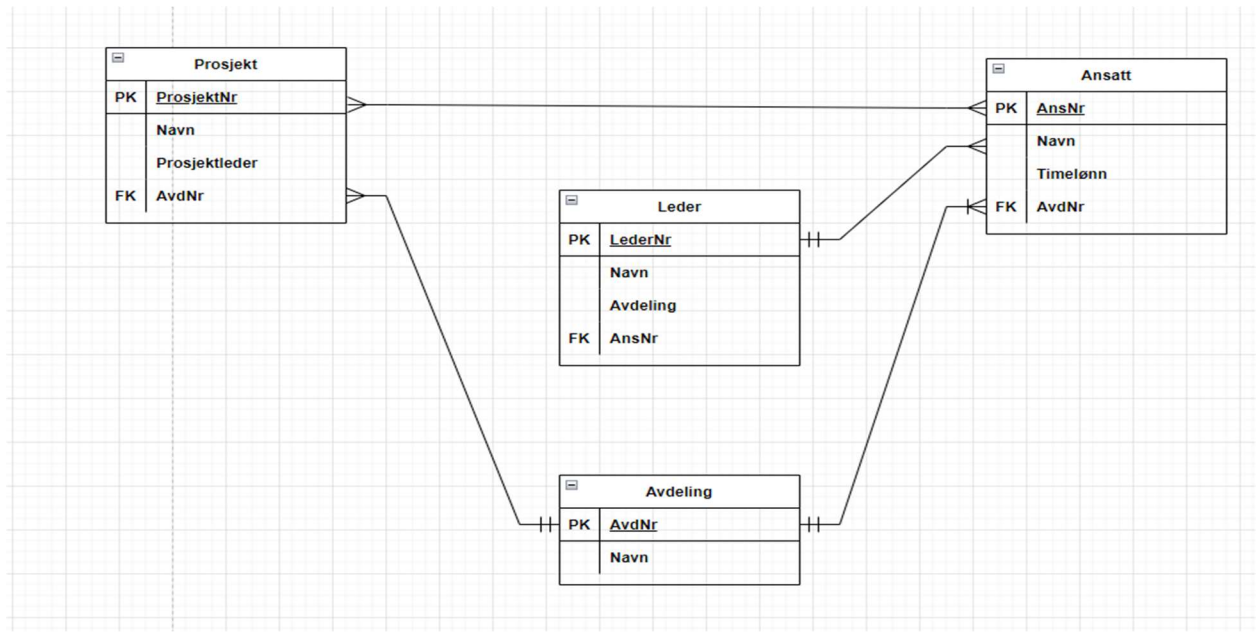 Prosjekt
PK ProsjektNr
Navn
Prosjektleder
FK AvdNr
Ansatt
PK AnsNr
Navn
Timelønn
FK AvdNr
Leder
PK LederNr
Navn
Avdeling
FK AnsNr
Avdeling
PK AvdNr
Navn